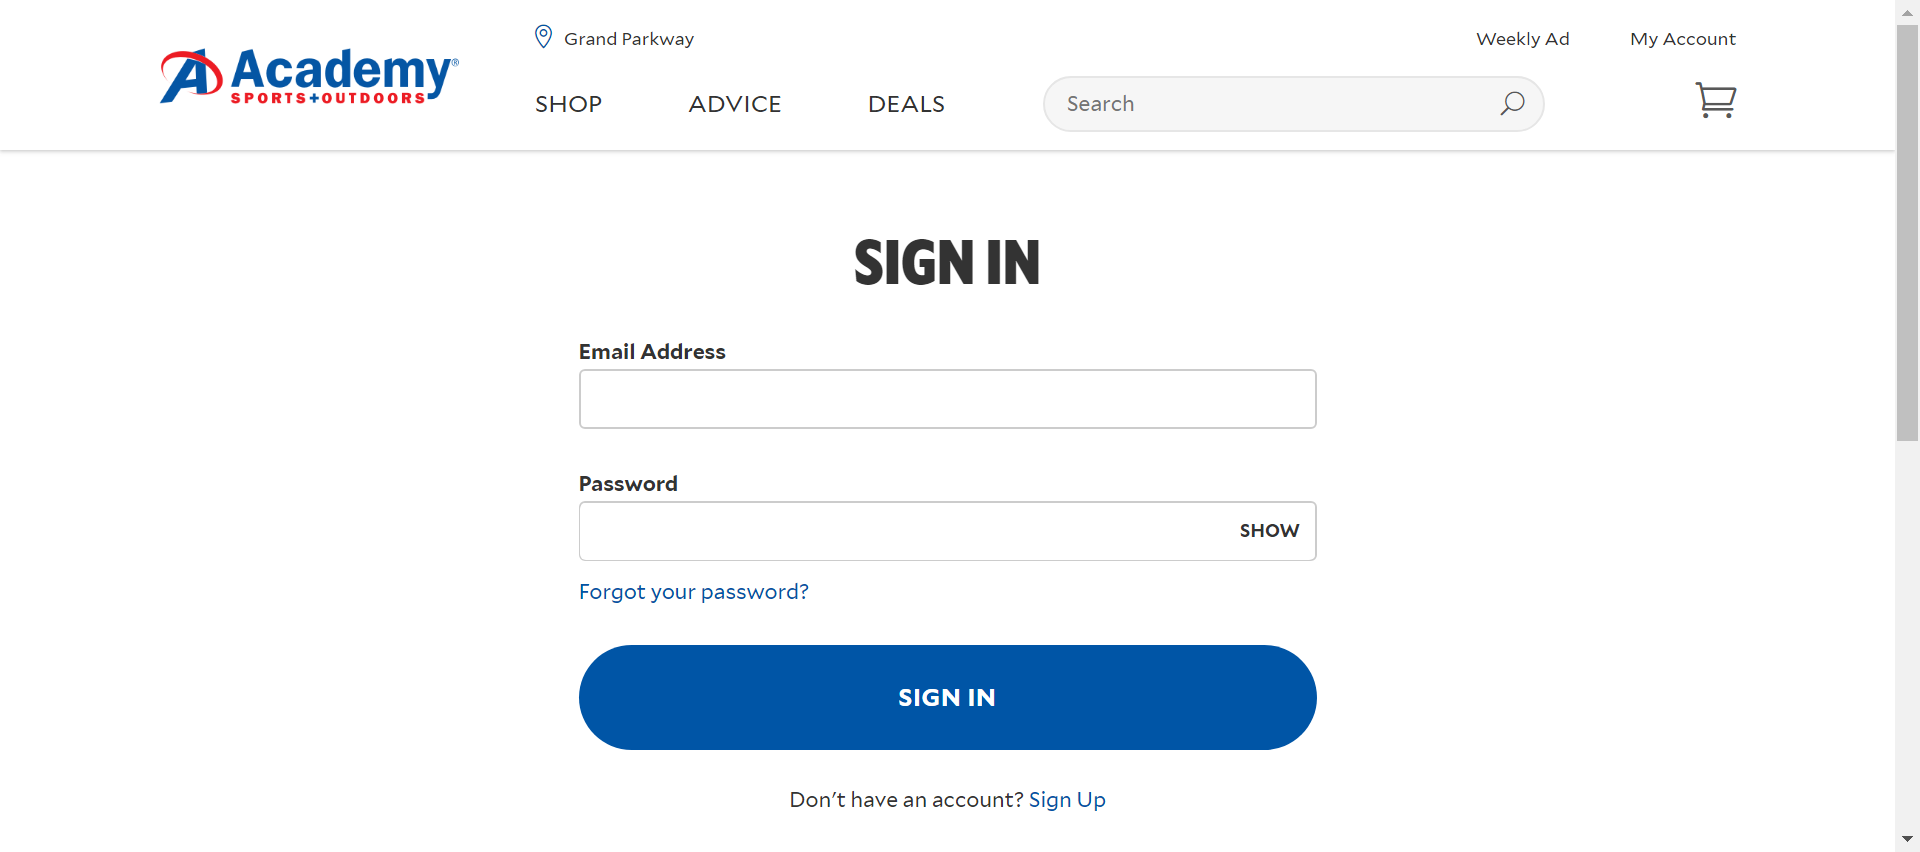 Grand Parkway
Weekly Ad
My Account
Academy®
SPORTS+OUTDOORS
SHOP
ADVICE
DEALS
Search
SIGN IN
Email Address
Password
SHOW
Forgot your password?
SIGN IN
Don't have an account? Sign Up